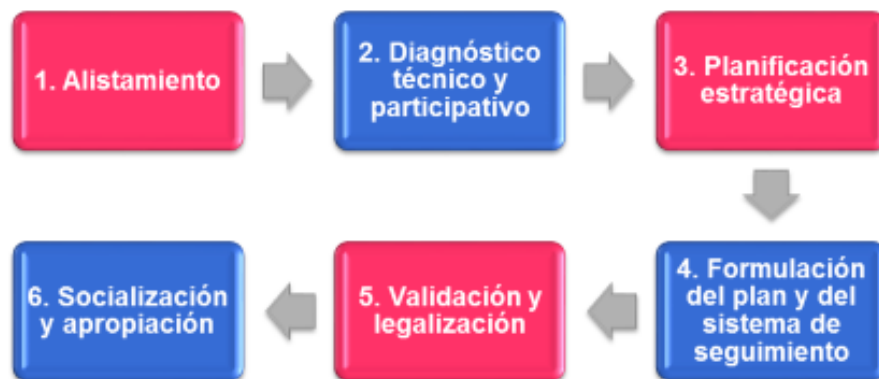 1. Alistamiento
2. Diagnóstico
técnico y
participativo
3. Planificación
estratégica
4. Formulación
del plan y del
sistema de
seguimiento
5. Validación y
legalización
6. Socialización
y apropiación